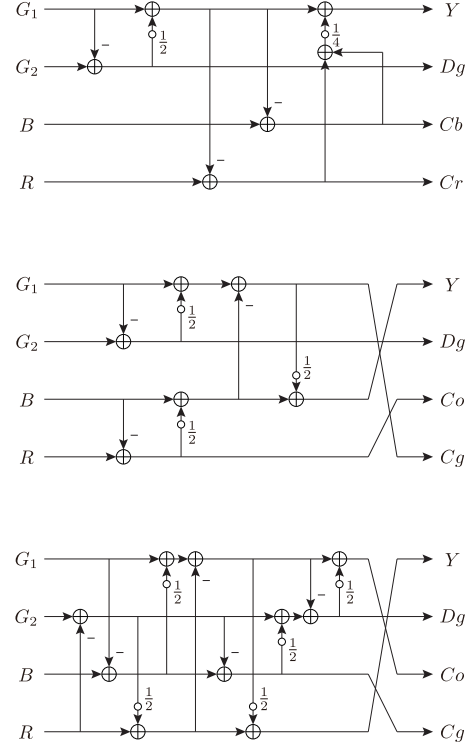 G₁ Y
– ½ ¼
G₂ Dg
–
B Cb
–
R Cr
G₁ Y
– ½ –
G₂ Dg
½
B Co
– ½
R Cg
G₁ Y
½ – – ½
G₂ Dg
– – ½
B Co
½ ½
R Cg